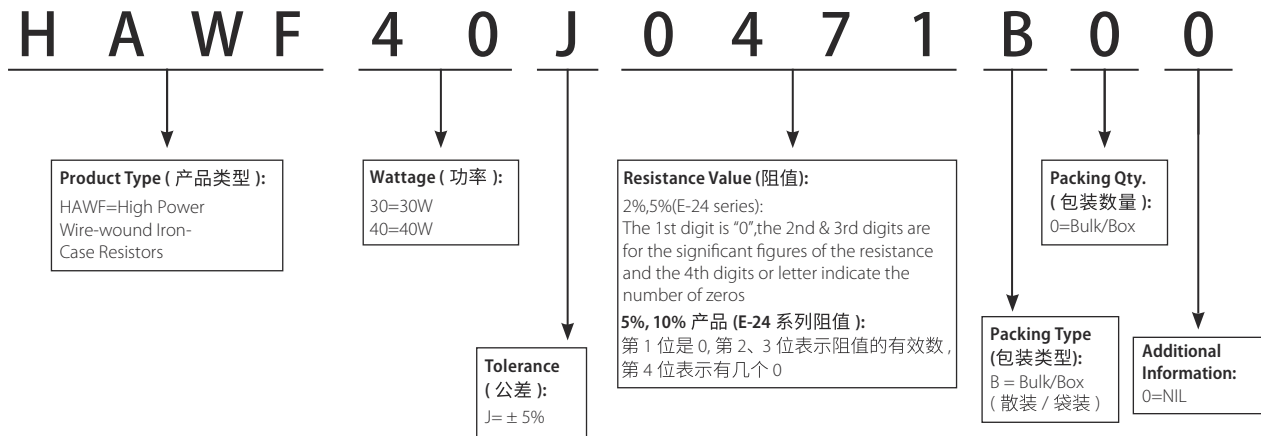 H A W F 4 0 J 0 4 7 1 B 0 0
Product Type ( 产品类型 ):
HAWF=High Power
Wire-wound Iron-
Case Resistors
Wattage ( 功率 ):
30=30W
40=40W
Tolerance
( 公差 ):
J= ± 5%
Resistance Value (阻值):
2%,5%(E-24 series):
The 1st digit is “0”,the 2nd & 3rd digits are
for the significant figures of the resistance
and the 4th digits or letter indicate the
number of zeros
5%, 10% 产品 (E-24 系列阻值 ):
第 1 位是 0, 第 2、3 位表示阻值的有效数 ,
第 4 位表示有几个 0
Packing Type
(包装类型):
B = Bulk/Box
( 散装 / 袋装 )
Packing Qty.
( 包装数量 ):
0=Bulk/Box
Additional
Information:
0=NIL